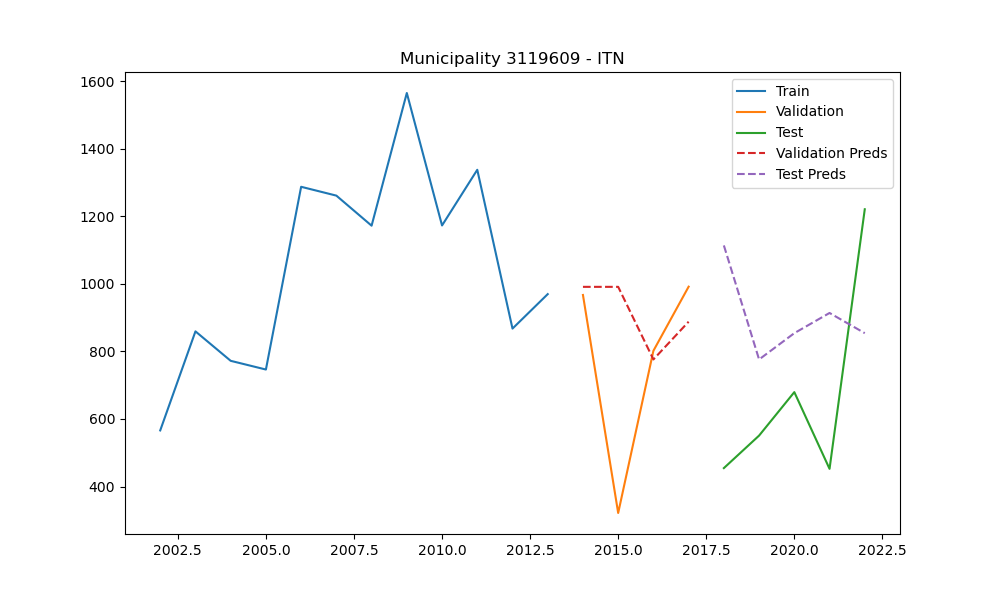 Municipality 3119609 - ITN
1600
1400
1200
1000
800
600
400
Train
Validation
Test
Validation Preds
Test Preds
2002.5 2005.0 2007.5 2010.0 2012.5 2015.0 2017.5 2020.0 2022.5